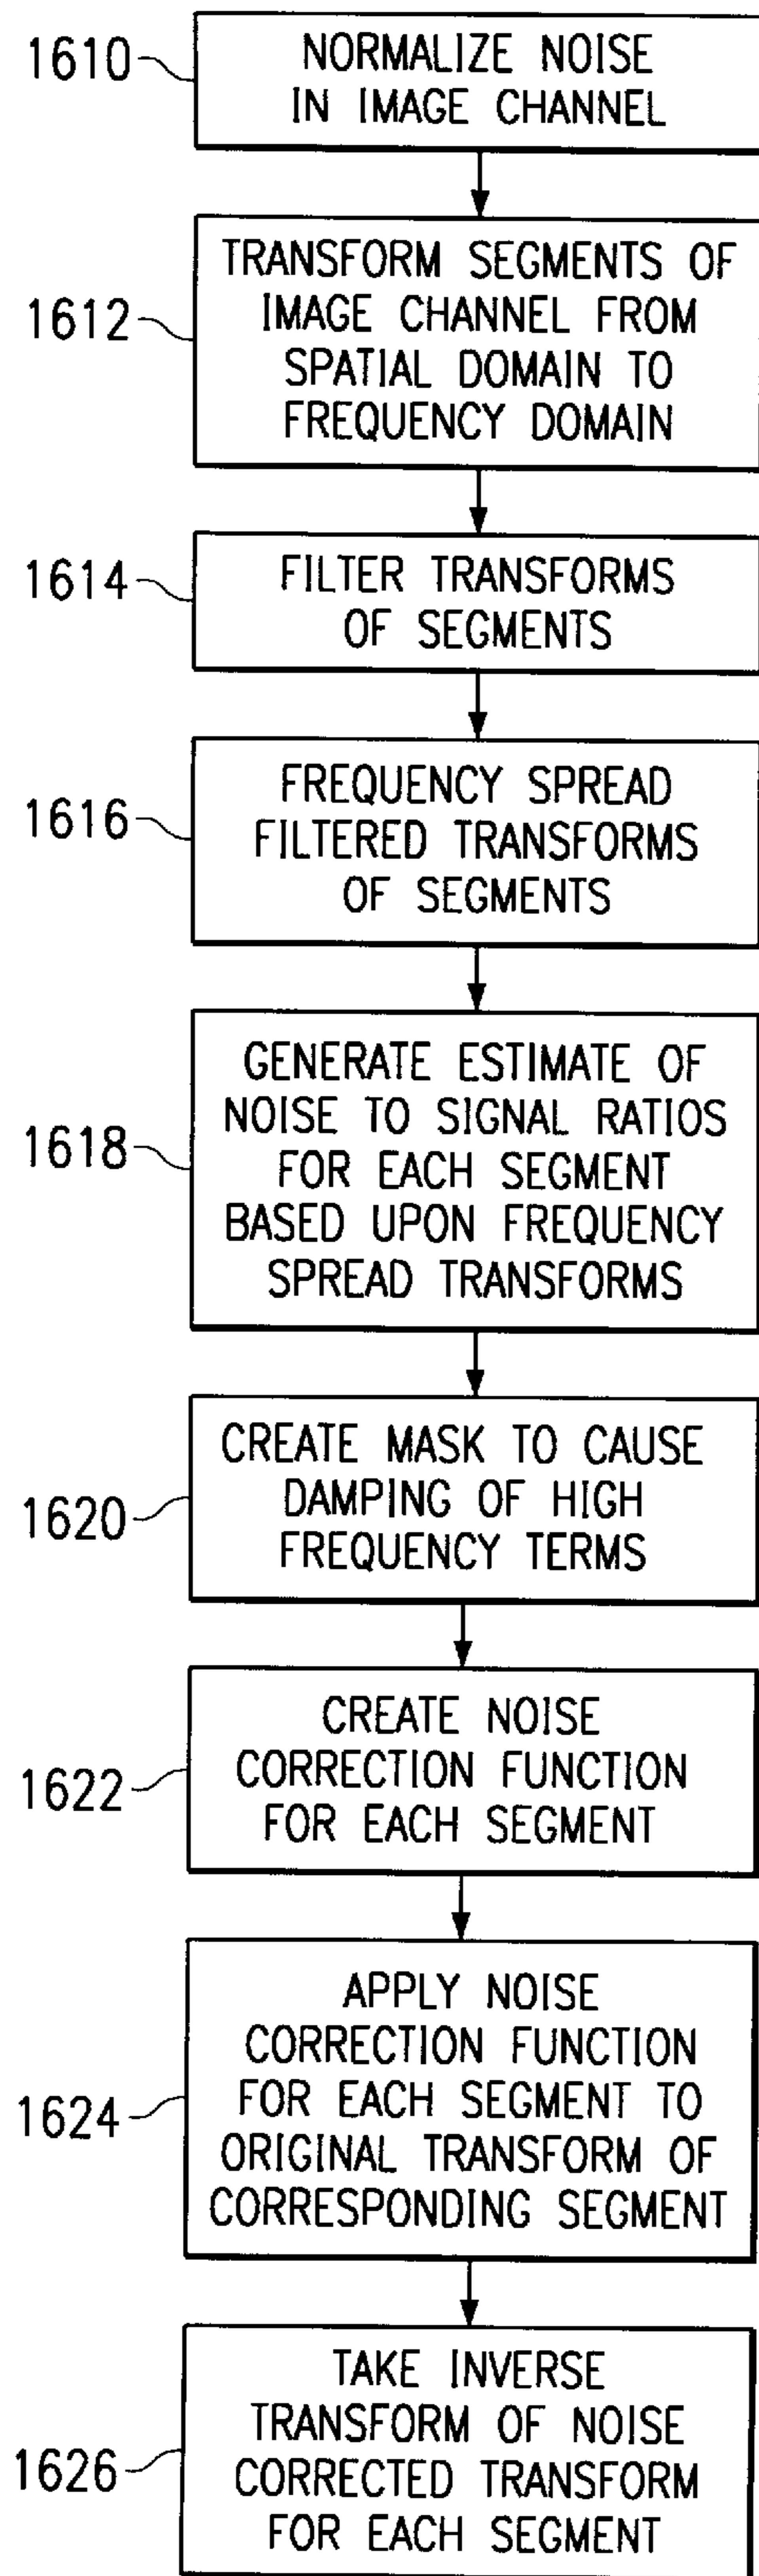 1610
NORMALIZE NOISE
IN IMAGE CHANNEL
1612
TRANSFORM SEGMENTS OF
IMAGE CHANNEL FROM
SPATIAL DOMAIN TO
FREQUENCY DOMAIN
1614
FILTER TRANSFORMS
OF SEGMENTS
1616
FREQUENCY SPREAD
FILTERED TRANSFORMS
OF SEGMENTS
1618
GENERATE ESTIMATE OF
NOISE TO SIGNAL RATIOS
FOR EACH SEGMENT
BASED UPON FREQUENCY
SPREAD TRANSFORMS
1620
CREATE MASK TO CAUSE
DAMPING OF HIGH
FREQUENCY TERMS
1622
CREATE NOISE
CORRECTION FUNCTION
FOR EACH SEGMENT
1624
APPLY NOISE
CORRECTION FUNCTION
FOR EACH SEGMENT TO
ORIGINAL TRANSFORM OF
CORRESPONDING SEGMENT
1626
TAKE INVERSE
TRANSFORM OF NOISE
CORRECTED TRANSFORM
FOR EACH SEGMENT